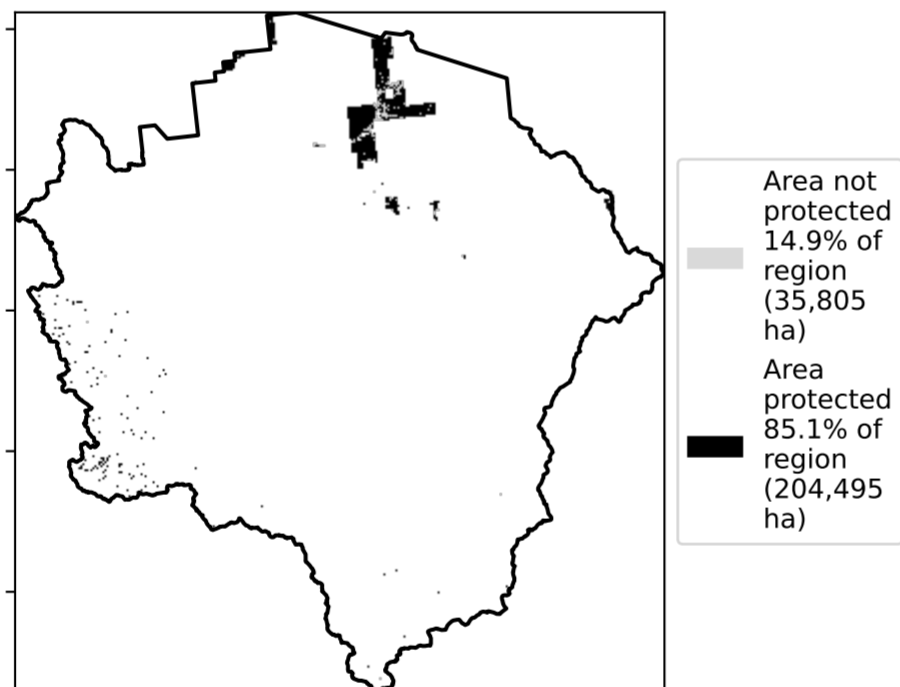 Area not
protected
14.9% of
region
(35,805
ha)
Area
protected
85.1% of
region
(204,495
ha)